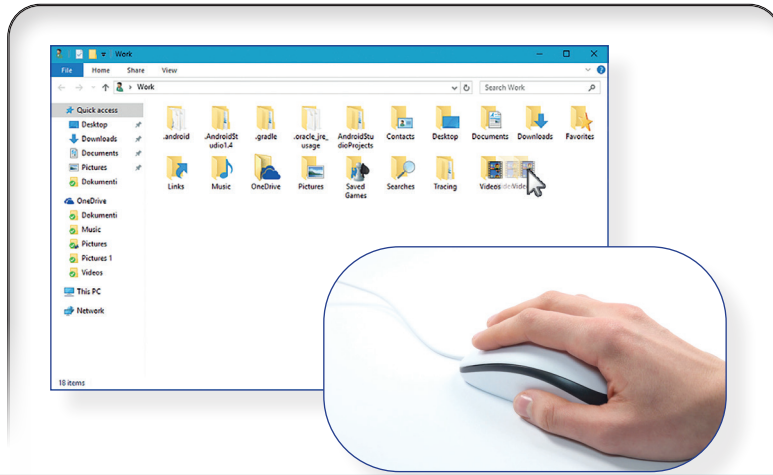 Work
File Home Share View
Work
Search Work
Quick access
Desktop
Downloads
Documents
Pictures
Dokumenti
OneDrive
Dokumenti
Music
Pictures
Pictures 1
Videos
This PC
Network
.android .AndroidSt .gradle .oracle_jre_ AndroidStu Contacts Desktop Documents Downloads Favorites
udio1.4 usage dioProjects
Links Music OneDrive Pictures Saved Searches Tracing Videos
Games
18 items